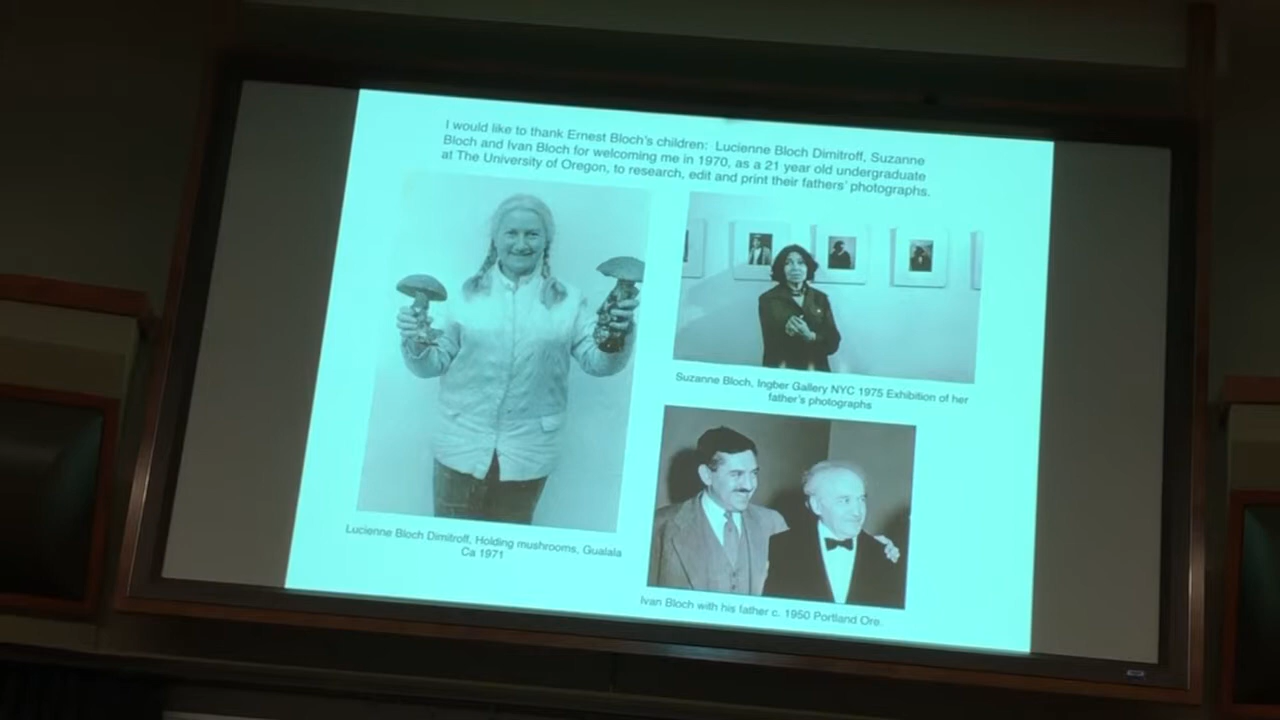 I would like to thank Ernest Bloch's children: Lucienne Bloch Dimitroff, Suzanne
Bloch and Ivan Bloch for welcoming me in 1970, as a 21 year old undergraduate
at The University of Oregon, to research, edit and print their fathers' photographs.
Suzanne Bloch, Ingber Gallery NYC 1975 Exhibition of her
father's photographs
Lucienne Bloch Dimitroff, Holding mushrooms, Gualala
Ca 1971
Ivan Bloch with his father c. 1950 Portland Ore.